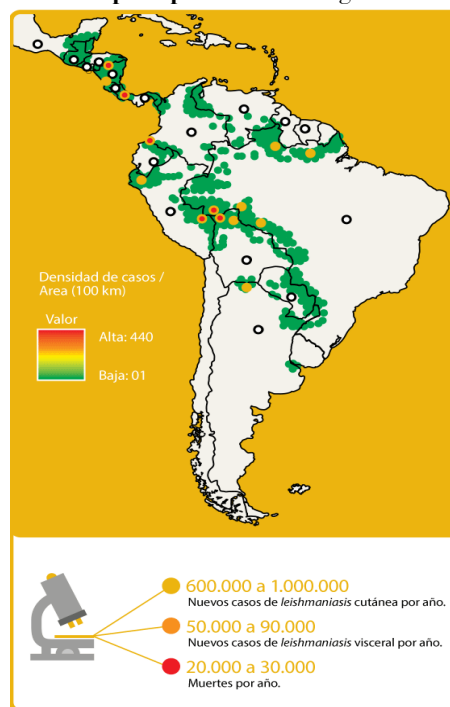 Densidad de casos /
Area (100 km)
Valor
Alta: 440
Baja: 01
600.000 a 1.000.000
Nuevos casos de leishmaniasis cutánea por año.
50.000 a 90.000
Nuevos casos de leishmaniasis visceral por año.
20.000 a 30.000
Muertes por año.